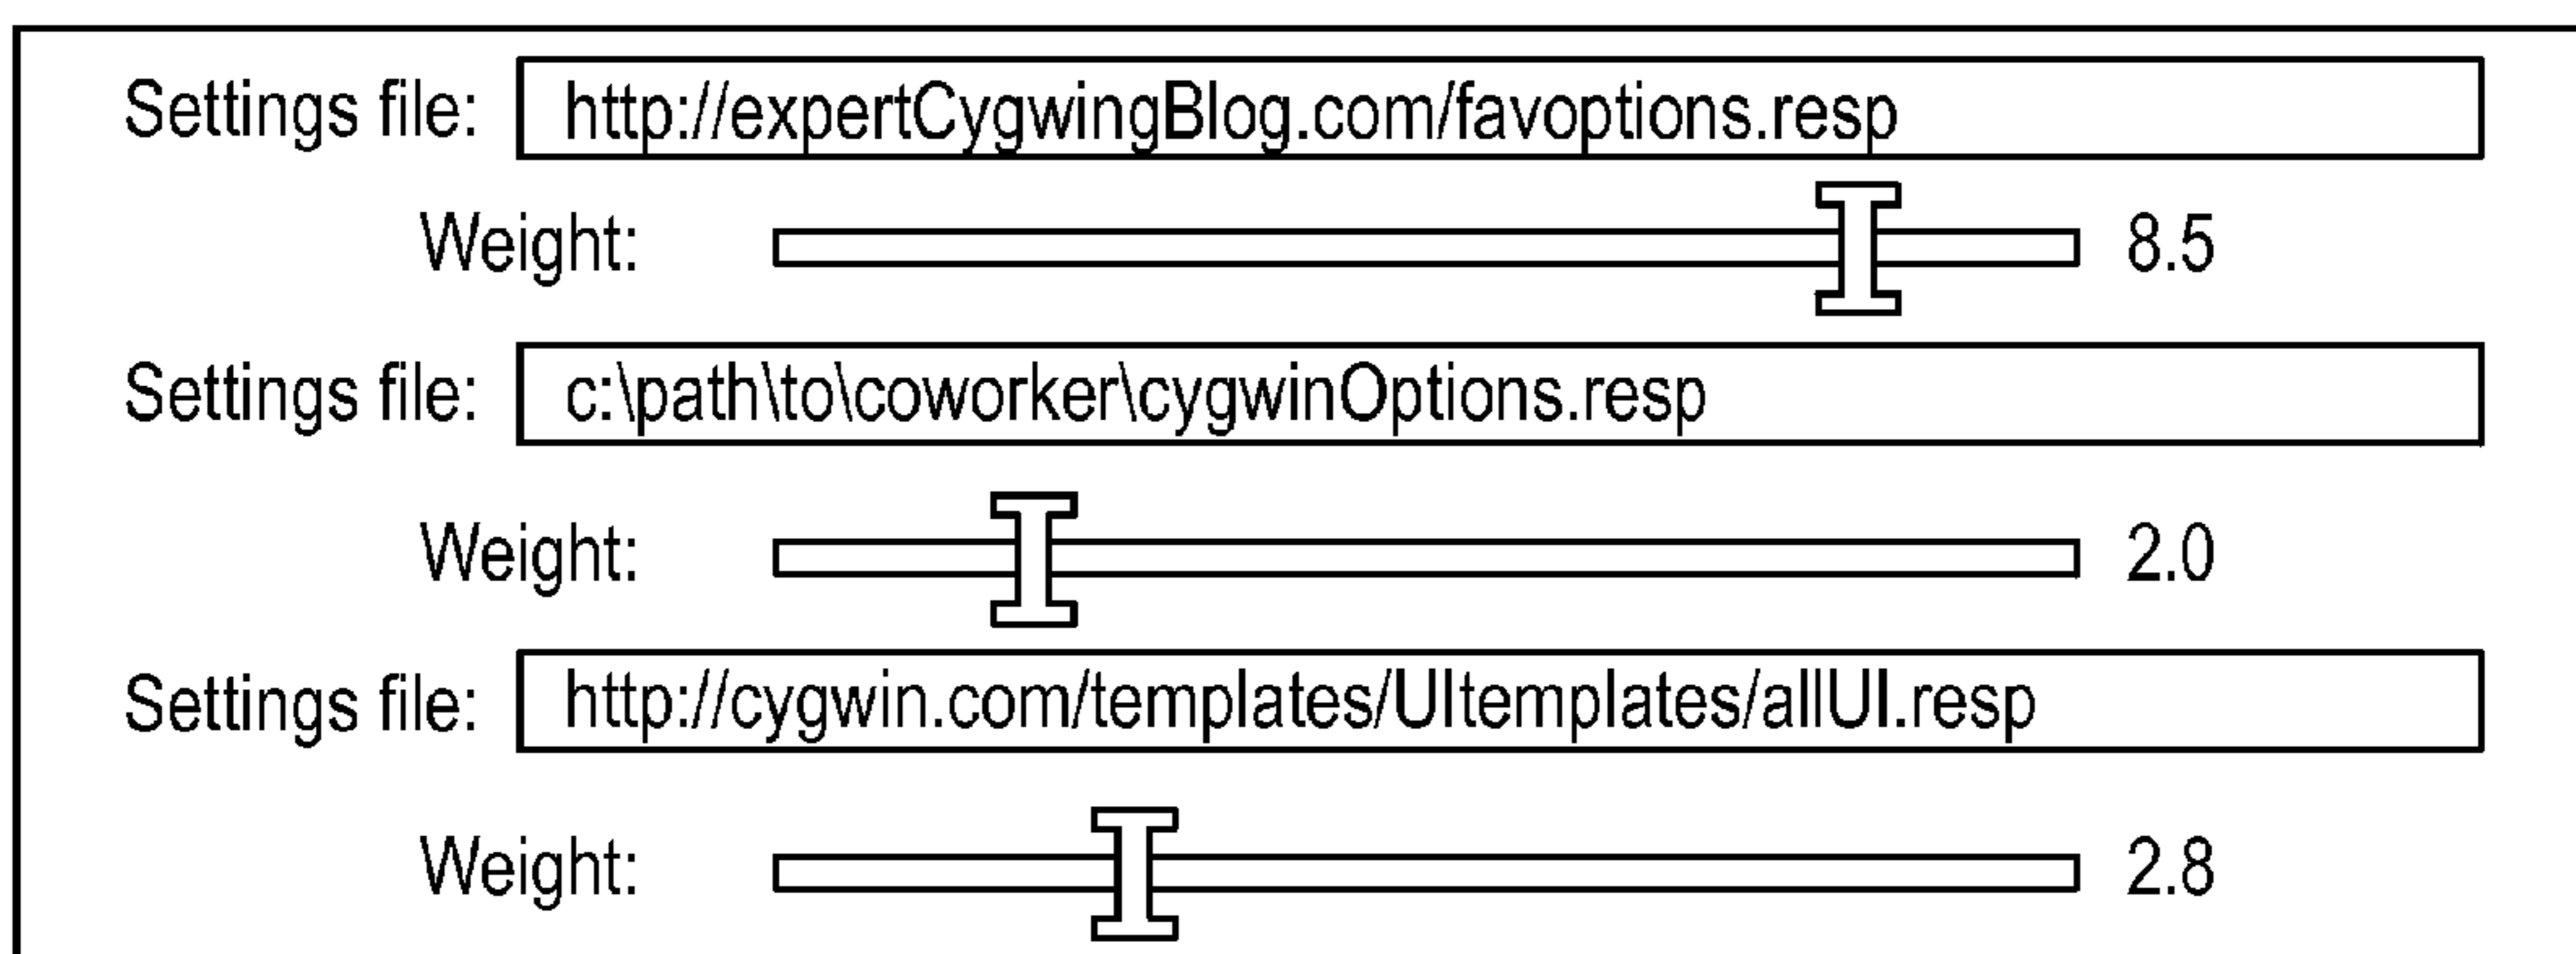 Settings file: http://expertCygwingBlog.com/favoptions.resp
Weight: 8.5
Settings file: c:\path\to\coworker\cygwinOptions.resp
Weight: 2.0
Settings file: http://cygwin.com/templates/UItemplates/allUI.resp
Weight: 2.8